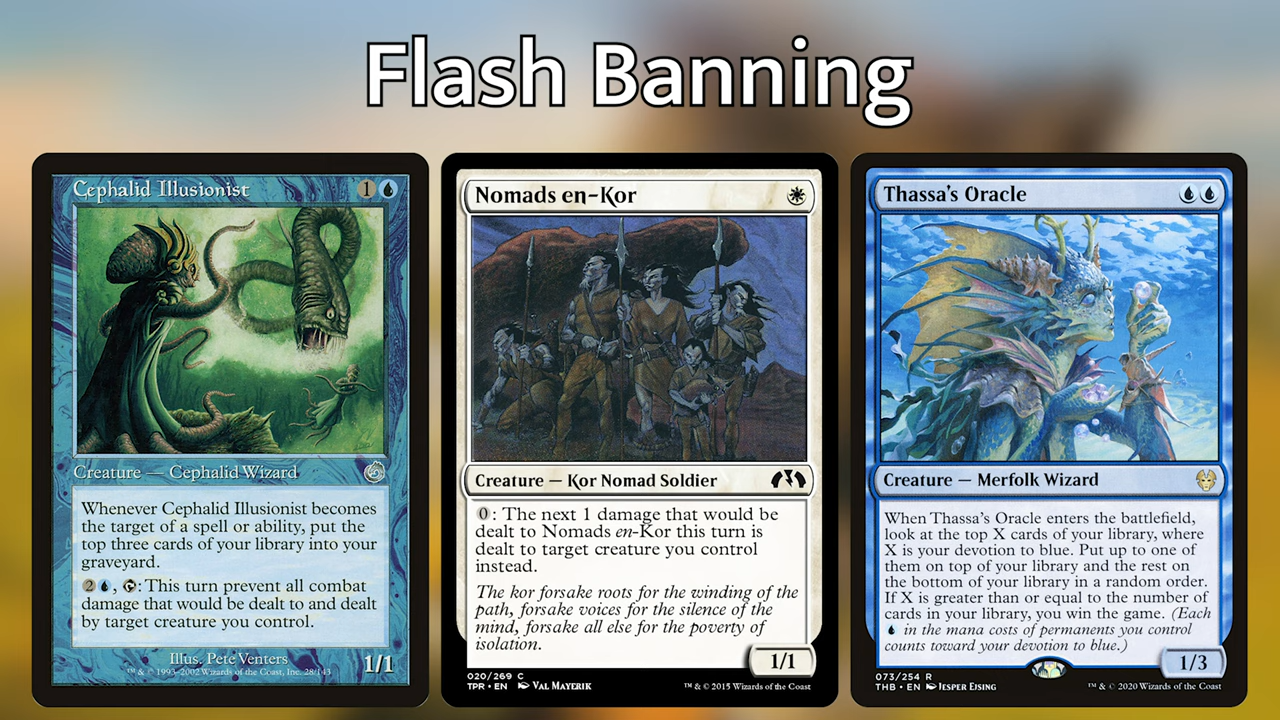 Flash Banning
Cephalid Illusionist 1
Creature — Cephalid Wizard
Whenever Cephalid Illusionist becomes
the target of a spell or ability, put the
top three cards of your library into your
graveyard.
2, : This turn prevent all combat
damage that would be dealt to and dealt
by target creature you control.
Illus. Pete Venters
™ & © 1993–2002 Wizards of the Coast, Inc. 28/143
1/1
Nomads en-Kor
Creature — Kor Nomad Soldier
0: The next 1 damage that would be
dealt to Nomads en-Kor this turn is
dealt to target creature you control
instead.
The kor forsake roots for the winding of the
path, forsake voices for the silence of the
mind, forsake all else for the poverty of
isolation.
1/1
020/269 C
TPR • EN Val Mayerik
™ & © 2015 Wizards of the Coast
Thassa's Oracle
Creature — Merfolk Wizard
When Thassa's Oracle enters the battlefield,
look at the top X cards of your library, where
X is your devotion to blue. Put up to one of
them on top of your library and the rest on
the bottom of your library in a random order.
If X is greater than or equal to the number of
cards in your library, you win the game. (Each
in the mana costs of permanents you control
counts toward your devotion to blue.)
1/3
073/254 R
THB • EN Jesper Ejsing
™ & © 2020 Wizards of the Coast